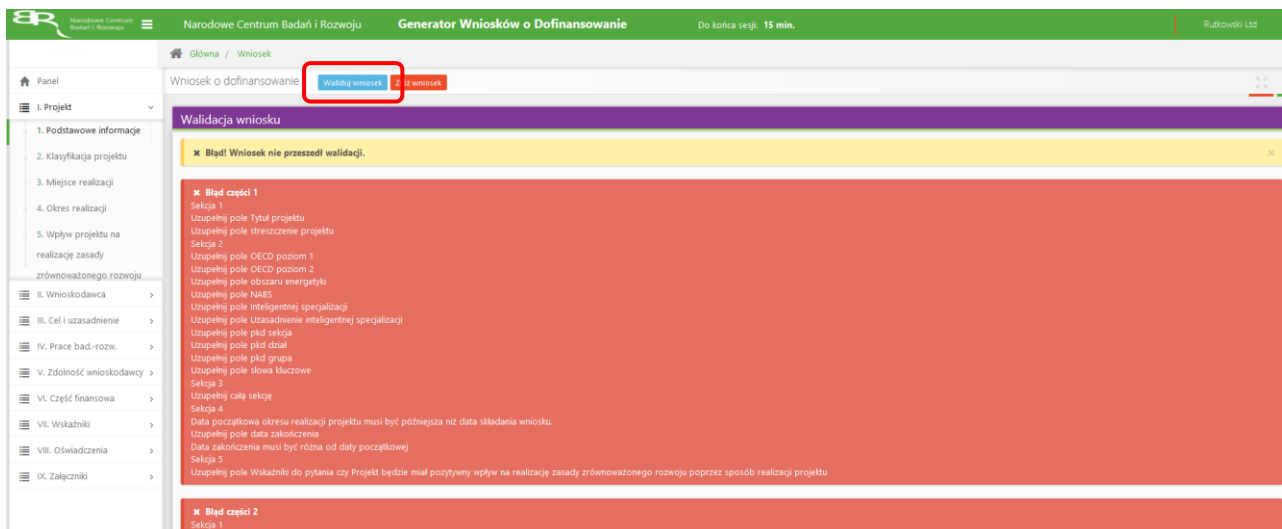 BR Narodowe Centrum
Badań i Rozwoju
Narodowe Centrum Badań i Rozwoju
Generator Wniosków o Dofinansowanie
Do końca sesji: 15 min.
Rutkowski Ltd
Główna / Wniosek
Panel
I. Projekt
1. Podstawowe informacje
2. Klasyfikacja projektu
3. Miejsce realizacji
4. Okres realizacji
5. Wpływ projektu na
realizację zasady
zrównoważonego rozwoju
II. Wnioskodawca
III. Cel i uzasadnienie
IV. Prace bad.-rozw.
V. Zdolność wnioskodawcy
VI. Część finansowa
VII. Wskaźniki
VIII. Oświadczenia
IX. Załączniki
Wniosek o dofinansowanie
Waliduj wniosek
Złóż wniosek
Walidacja wniosku
Błąd! Wniosek nie przeszedł walidacji.
Błąd części 1
Sekcja 1
Uzupełnij pole Tytuł projektu
Uzupełnij pole streszczenie projektu
Sekcja 2
Uzupełnij pole OECD poziom 1
Uzupełnij pole OECD poziom 2
Uzupełnij pole obszaru energetyki
Uzupełnij pole NABS
Uzupełnij pole Inteligentnej specjalizacji
Uzupełnij pole Uzasadnienie inteligentnej specjalizacji
Uzupełnij pole pkd sekcja
Uzupełnij pole pkd dział
Uzupełnij pole pkd grupa
Uzupełnij pole słowa kluczowe
Sekcja 3
Uzupełnij całą sekcję
Sekcja 4
Data początkowa okresu realizacji projektu musi być późniejsza niż data składania wniosku.
Uzupełnij pole data zakończenia
Data zakończenia musi być różna od daty początkowej
Sekcja 5
Uzupełnij pole Wskaźniki do pytania czy Projekt będzie miał pozytywny wpływ na realizację zasady zrównoważonego rozwoju poprzez sposób realizacji projektu
Błąd części 2
Sekcja 1